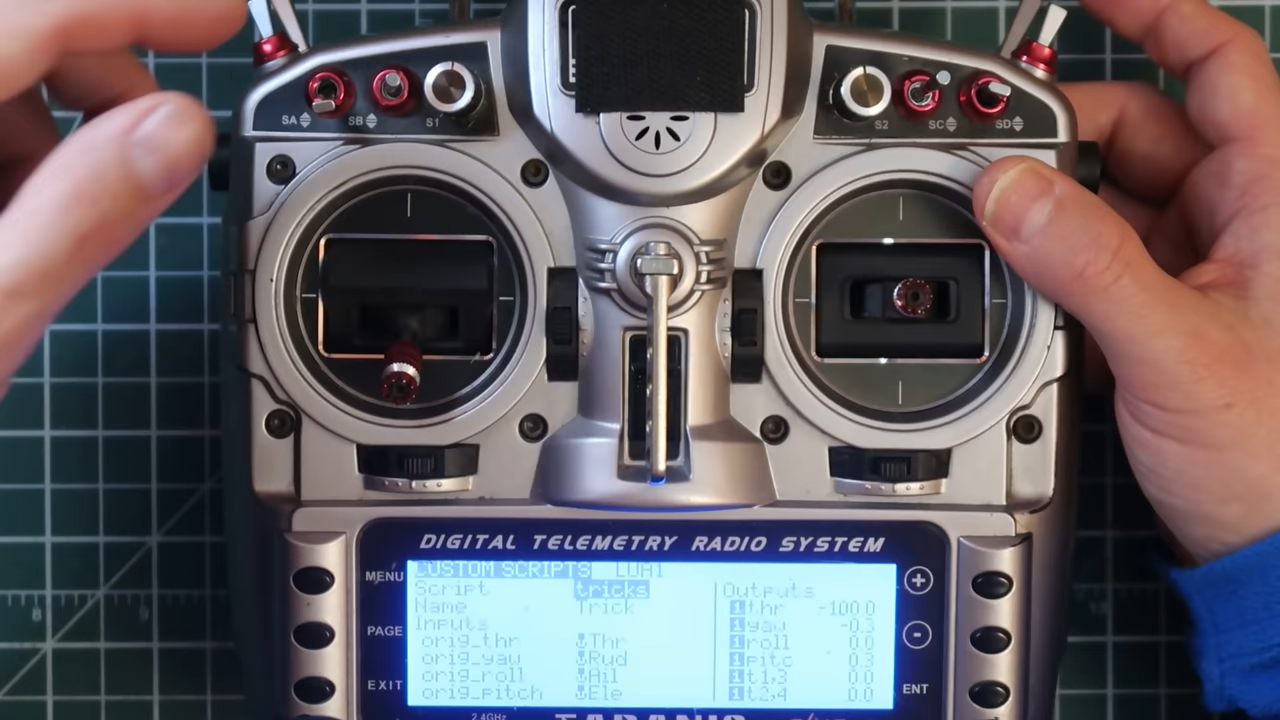 SA SB S1 S2 SC SD
DIGITAL TELEMETRY RADIO SYSTEM
CUSTOM SCRIPTS LUA1
MENU
Script tricks Outputs
Name Trick 1thr -100.0
Inputs 1yaw -0.3
PAGE
orig_thr Thr 1roll 0.0
orig_yaw Rud 1pitc 0.3
orig_roll Ail 1t1,3 0.0
EXIT ENT
orig_pitch Ele 1t2,4 0.0
2.4GHz TARANIS